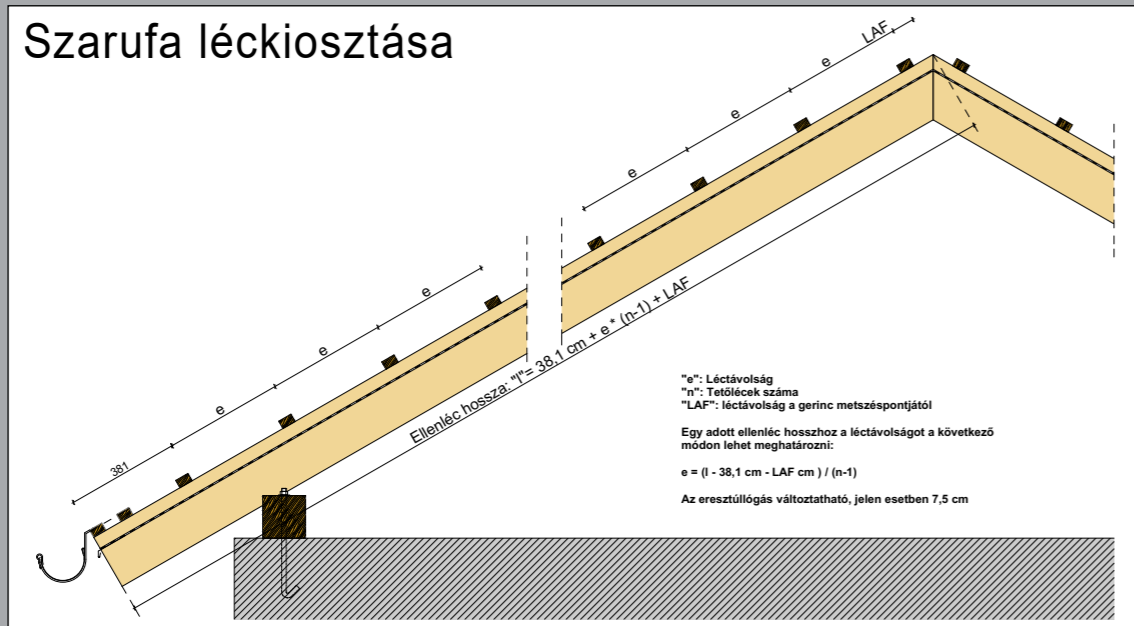 Szarufa léckiosztása
LAF
e
e
e
e
e
e
381
Ellenléc hossza: "l"= 38,1 cm + e * (n-1) + LAF
"e": Léctávolság
"n": Tetőlécek száma
"LAF": léctávolság a gerinc metszéspontjától
Egy adott ellenléc hosszhoz a léctávolságot a következő
módon lehet meghatározni:
e = (l - 38,1 cm - LAF cm ) / (n-1)
Az eresztúllógás változtatható, jelen esetben 7,5 cm